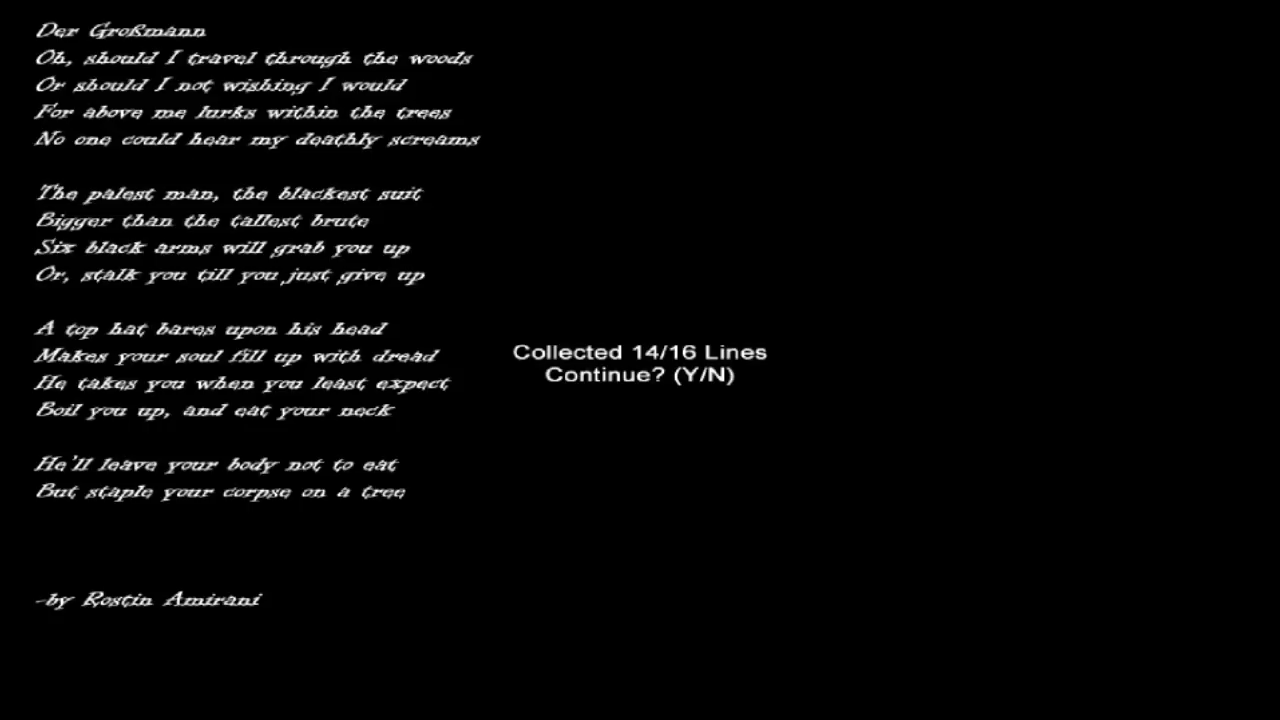 Der Großmann
Oh, should I travel through the woods
Or should I not wishing I would
For above me lurks within the trees
No one could hear my deathly screams
The palest man, the blackest suit
Bigger than the tallest brute
Six black arms will grab you up
Or, stalk you till you just give up
A top hat bares upon his head
Makes your soul fill up with dread
He takes you when you least expect
Boil you up, and eat your neck
He'll leave your body not to eat
But staple your corpse on a tree
-by Rostin Amirani
Collected 14/16 Lines
Continue? (Y/N)